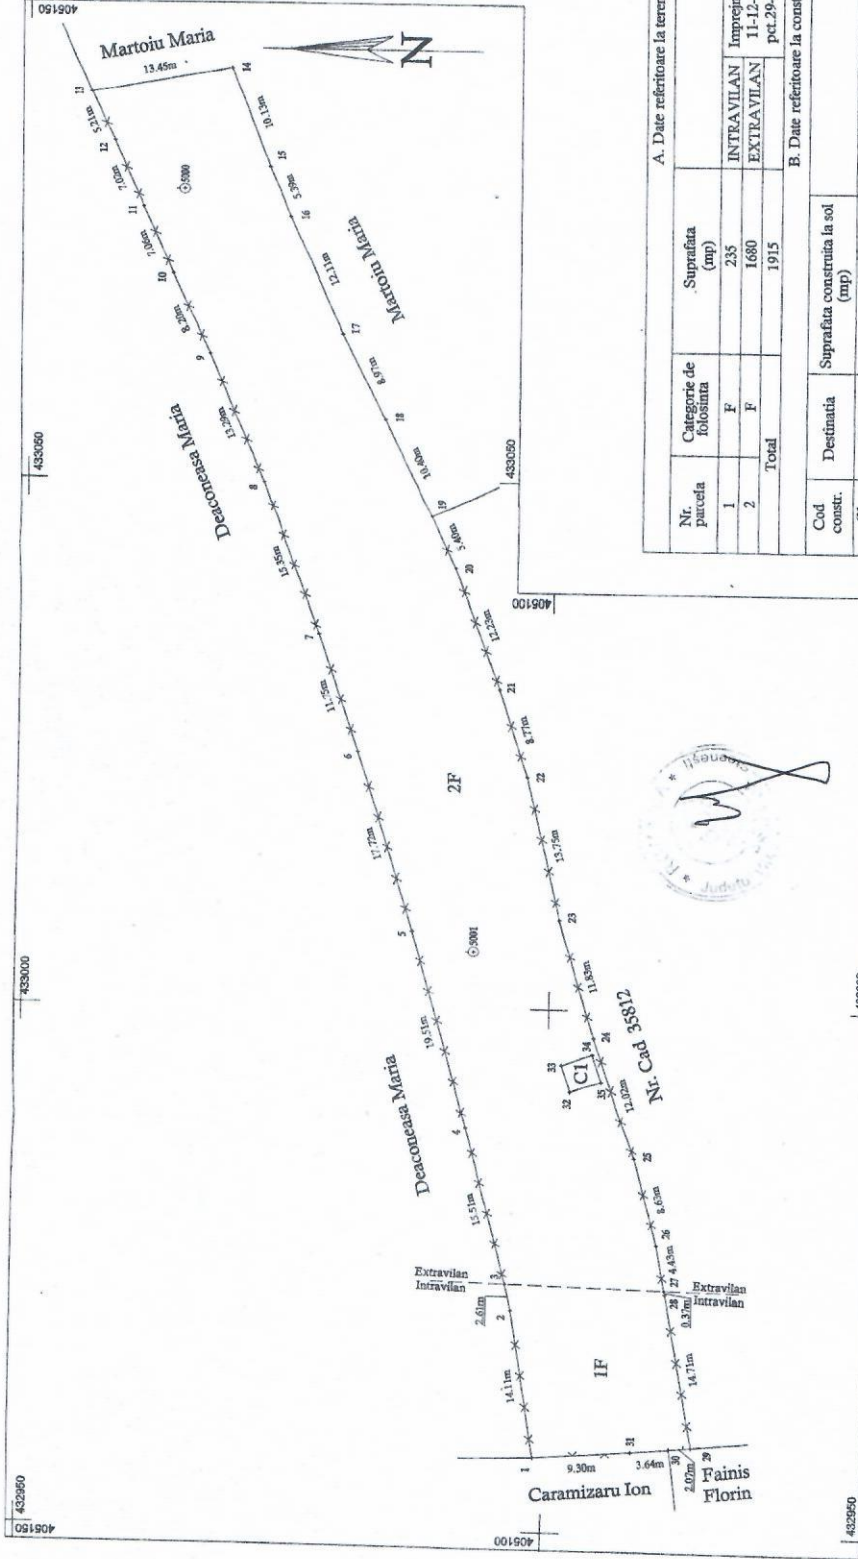 405150
432950
433000
433050
405150
Martoiu Maria
13.45m
13
5.21m
12
7.02m
11
7.06m
10
8.20m
9
13.29m
8
15.35m
7
11.75m
6
17.72m
5
19.51m
4
15.51m
3
2.61m
2
14.11m
1
Deaconeasa Maria
Deaconeasa Maria
5000
5001
N
14
10.13m
15
5.39m
16
12.11m
17
8.97m
18
10.40m
19
5.40m
20
12.23m
21
8.77m
22
13.75m
23
11.83m
24
12.02m
25
8.63m
26
4.43m
27
28
0.37m
14.71m
29
2.07m
30
3.64m
31
9.30m
Martoiu Maria
433050
405100
405100
2F
1F
32
33
34
35
C1
Nr. Cad 35812
Extravilan
Intravilan
Extravilan
Intravilan
Caramizaru Ion
Fainis
Florin
432950
A. Date referitoare la
Nr. parcela
Categorie de folosinta
Suprafata (mp)
1
F
235
INTRAVILAN
2
F
1680
EXTRAVILAN
11-12-
pct.29-
Total
1915
B. Date referitoare la
Cod constr.
Destinatia
Suprafata construita la sol (mp)